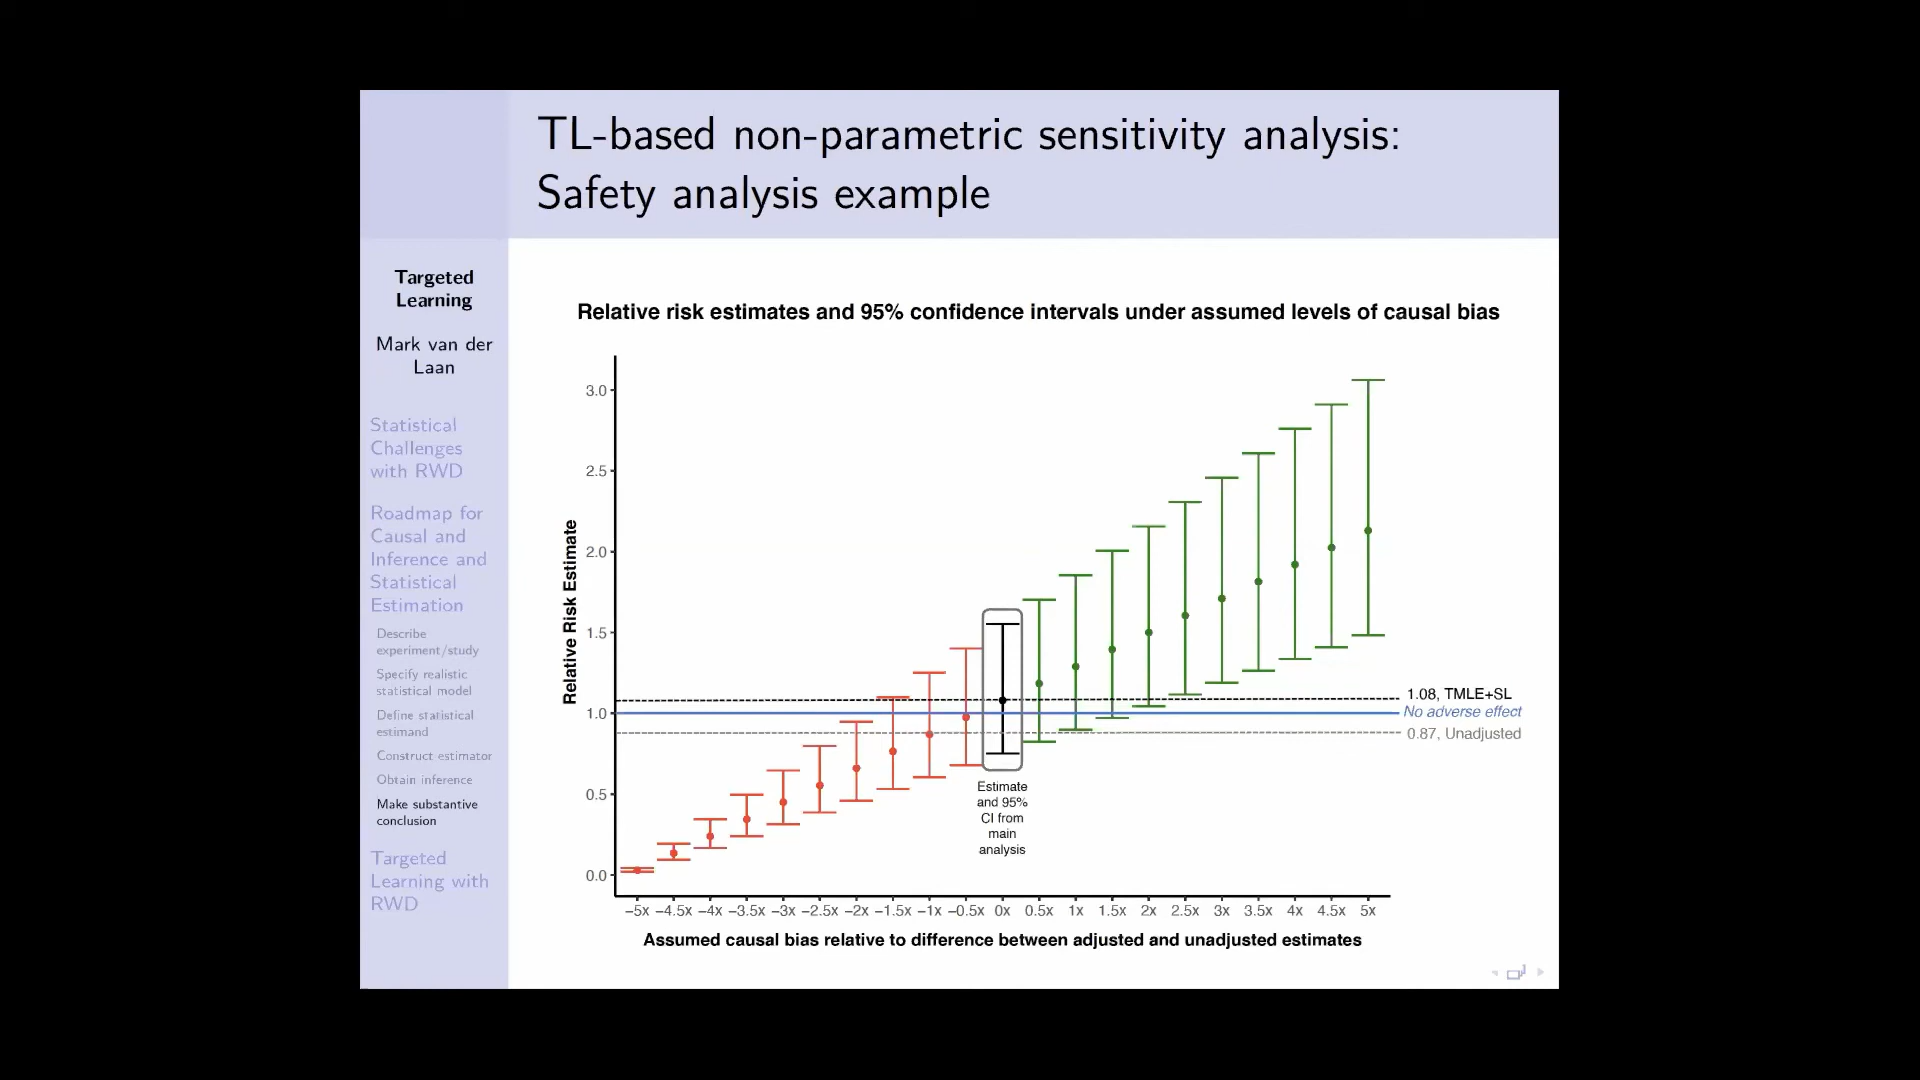 TL-based non-parametric sensitivity analysis:
Safety analysis example
Targeted
Learning
Mark van der
Laan
Statistical
Challenges
with RWD
Roadmap for
Causal and
Inference and
Statistical
Estimation
Describe
experiment/study
Specify realistic
statistical model
Define statistical
estimand
Construct estimator
Obtain inference
Make substantive
conclusion
Targeted
Learning with
RWD
Relative risk estimates and 95% confidence intervals under assumed levels of causal bias
Relative Risk Estimate
3.0
2.5
2.0
1.5
1.0
0.5
0.0
1.08, TMLE+SL
No adverse effect
0.87, Unadjusted
Estimate
and 95%
CI from
main
analysis
−5x −4.5x −4x −3.5x −3x −2.5x −2x −1.5x −1x −0.5x 0x 0.5x 1x 1.5x 2x 2.5x 3x 3.5x 4x 4.5x 5x
Assumed causal bias relative to difference between adjusted and unadjusted estimates